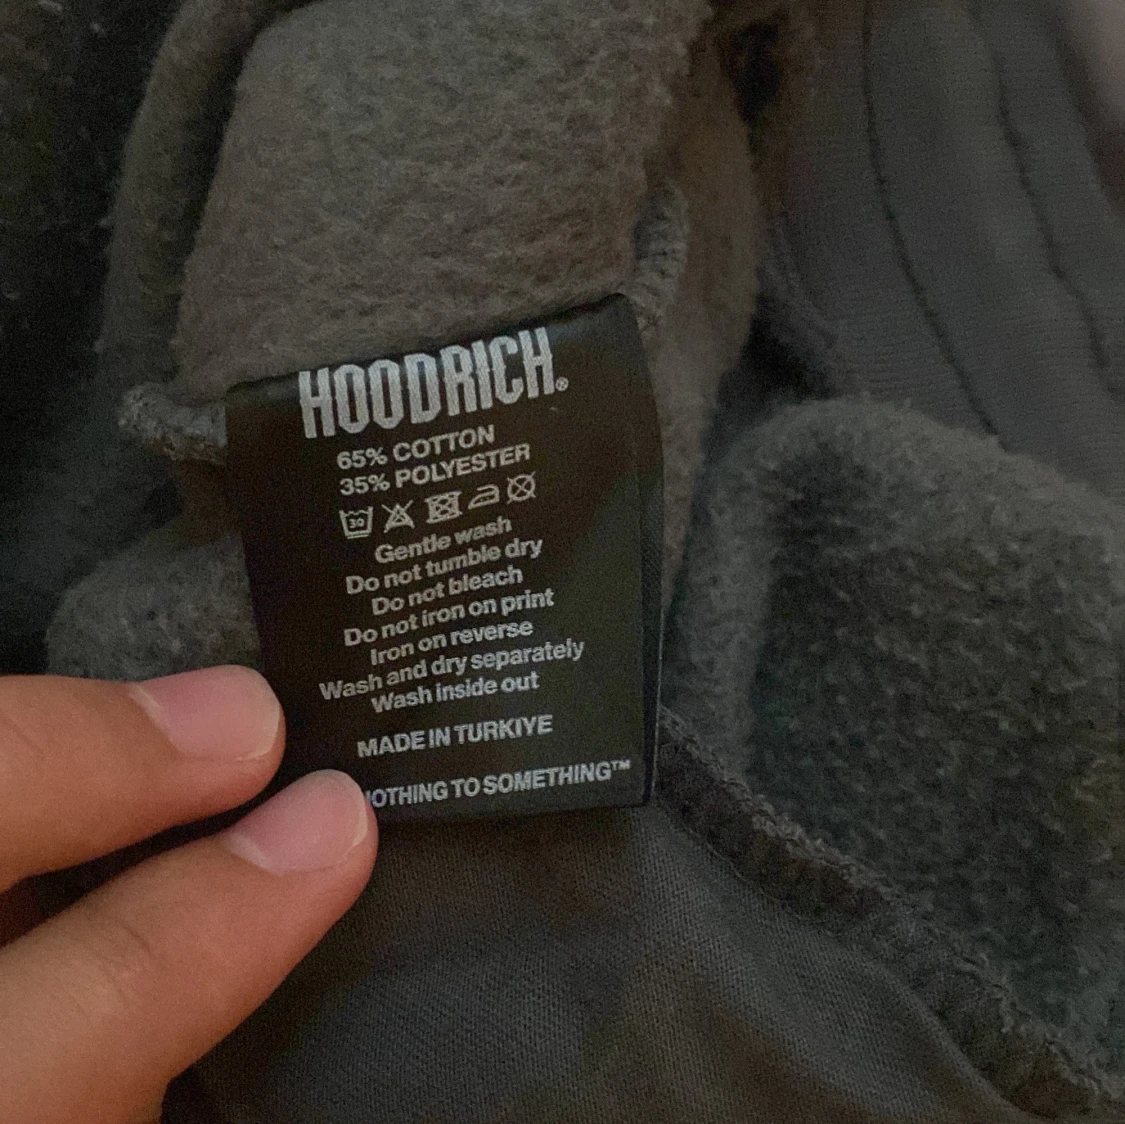 HOODRICH®
65% COTTON
35% POLYESTER
30
Gentle wash
Do not tumble dry
Do not bleach
Do not iron on print
Iron on reverse
Wash and dry separately
Wash inside out
MADE IN TURKIYE
TO SOMETHING™